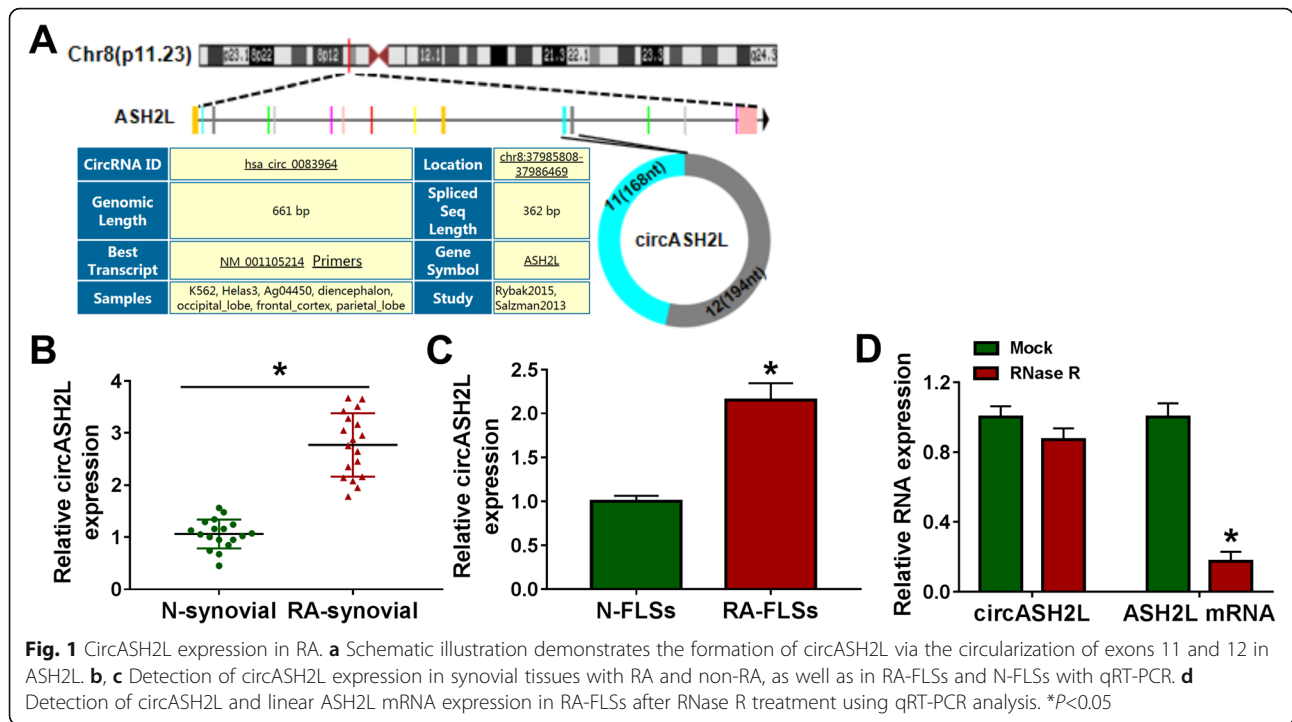 A
Chr8(p11.23)
p23.1 8p22 8p12 12.1 21.3 22.1 23.3 q24.3
ASH2L
CircRNA ID hsa_circ_0083964 Location chr8:37985808-
37986469
Genomic
Length 661 bp Spliced
Seq
Length 362 bp
Best
Transcript NM_001105214 Primers Gene
Symbol ASH2L
Samples K562, Helas3, Ag04450, diencephalon,
occipital_lobe, frontal_cortex, parietal_lobe Study Rybak2015,
Salzman2013
11(168nt)
circASH2L
12(194nt)
B
Relative circASH2L
expression
4
3
2
1
0
*
N-synovial RA-synovial
C
Relative circASH2L
expression
2.5
2.0
1.5
1.0
0.5
0.0
*
N-FLSs RA-FLSs
D
Mock
RNase R
Relative RNA expression
1.2
0.8
0.4
0.0
*
circASH2L ASH2L mRNA
Fig. 1 CircASH2L expression in RA. a Schematic illustration demonstrates the formation of circASH2L via the circularization of exons 11 and 12 in
ASH2L. b, c Detection of circASH2L expression in synovial tissues with RA and non-RA, as well as in RA-FLSs and N-FLSs with qRT-PCR. d
Detection of circASH2L and linear ASH2L mRNA expression in RA-FLSs after RNase R treatment using qRT-PCR analysis. *P<0.05